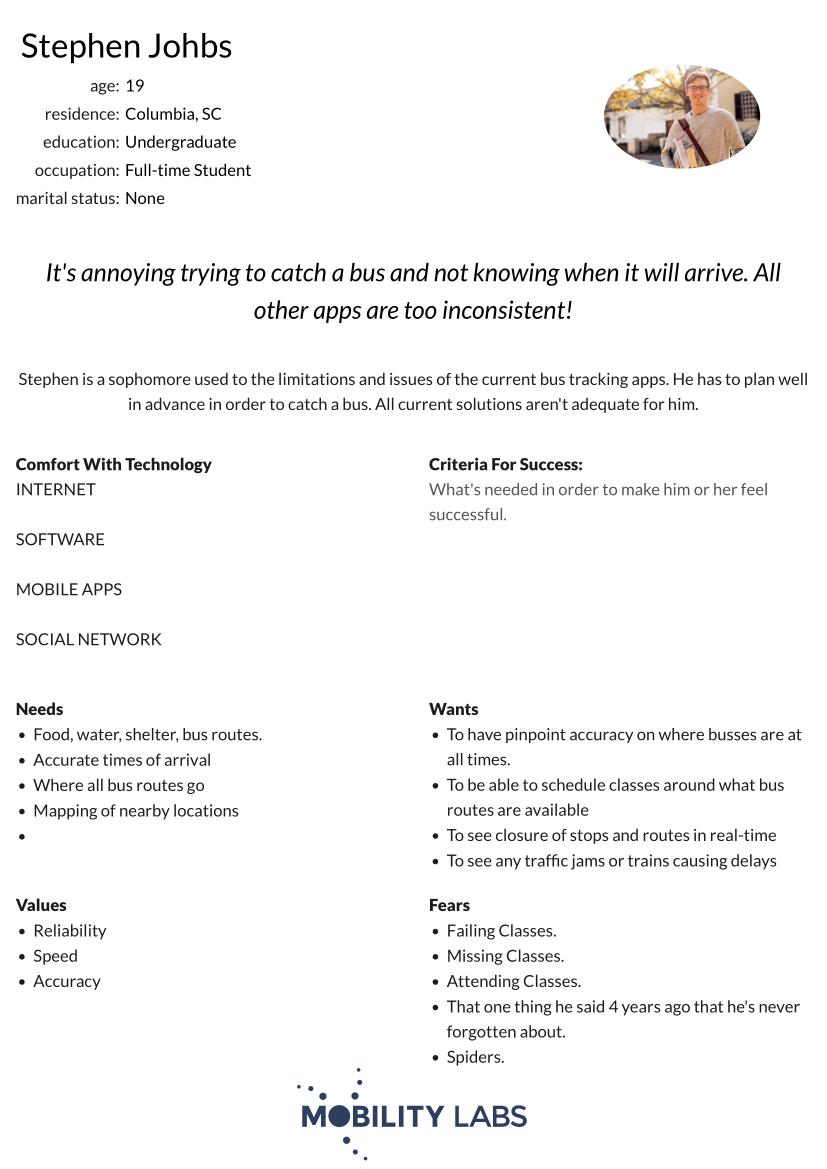 Stephen Johbs
age: 19
residence: Columbia, SC
education: Undergraduate
occupation: Full-time Student
marital status: None
It's annoying trying to catch a bus and not knowing when it will arrive. All
other apps are too inconsistent!
Stephen is a sophomore used to the limitations and issues of the current bus tracking apps. He has to plan well
in advance in order to catch a bus. All current solutions aren't adequate for him.
Comfort With Technology
INTERNET
SOFTWARE
MOBILE APPS
SOCIAL NETWORK
Criteria For Success:
What's needed in order to make him or her feel
successful.
Needs
• Food, water, shelter, bus routes.
• Accurate times of arrival
• Where all bus routes go
• Mapping of nearby locations
•
Wants
• To have pinpoint accuracy on where busses are at
all times.
• To be able to schedule classes around what bus
routes are available
• To see closure of stops and routes in real-time
• To see any traffic jams or trains causing delays
Values
• Reliability
• Speed
• Accuracy
Fears
• Failing Classes.
• Missing Classes.
• Attending Classes.
• That one thing he said 4 years ago that he's never
forgotten about.
• Spiders.
MOBILITY LABS